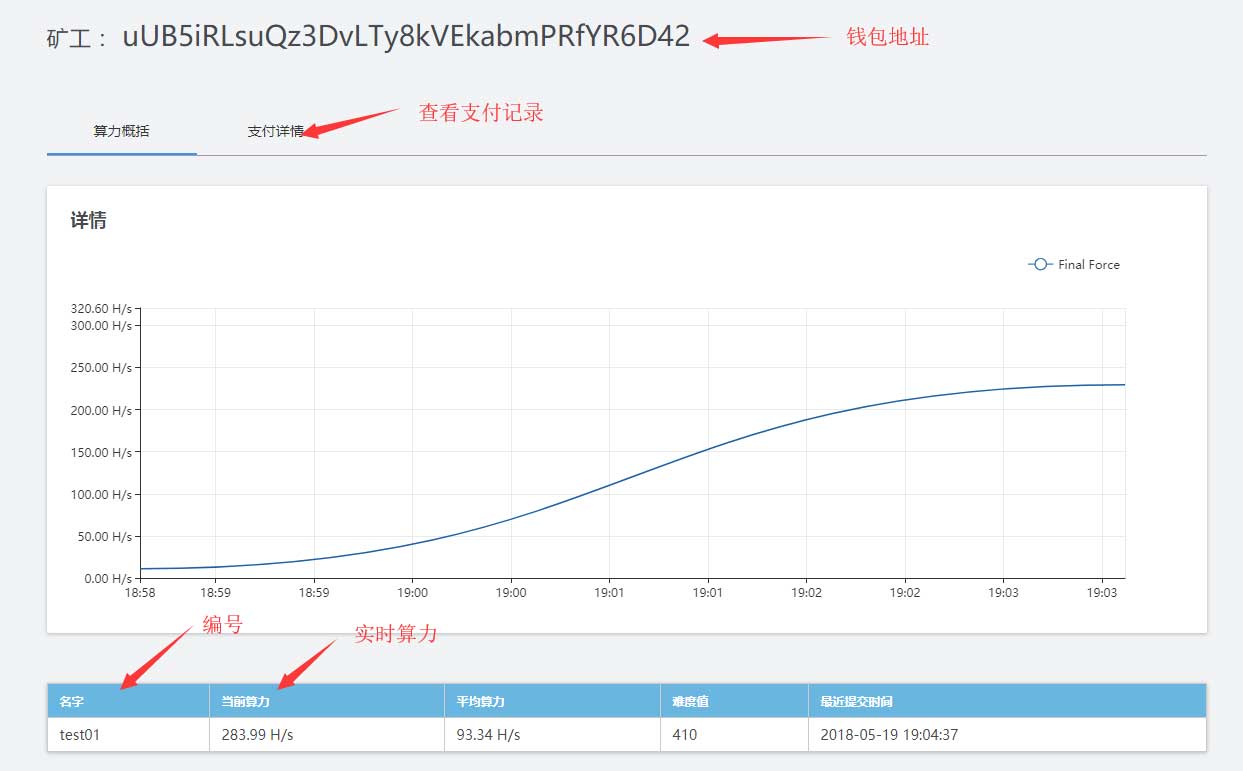 矿工： uUB5iRLsuQz3DvLTy8kVEkabmPRfYR6D42 钱包地址
查看支付记录
算力概括 支付详情
详情
Final Force
320.60 H/s
300.00 H/s
250.00 H/s
200.00 H/s
150.00 H/s
100.00 H/s
50.00 H/s
0.00 H/s
18:58 18:59 18:59 19:00 19:00 19:01 19:01 19:02 19:02 19:03 19:03
编号
实时算力
名字 当前算力 平均算力 难度值 最近提交时间
test01 283.99 H/s 93.34 H/s 410 2018-05-19 19:04:37